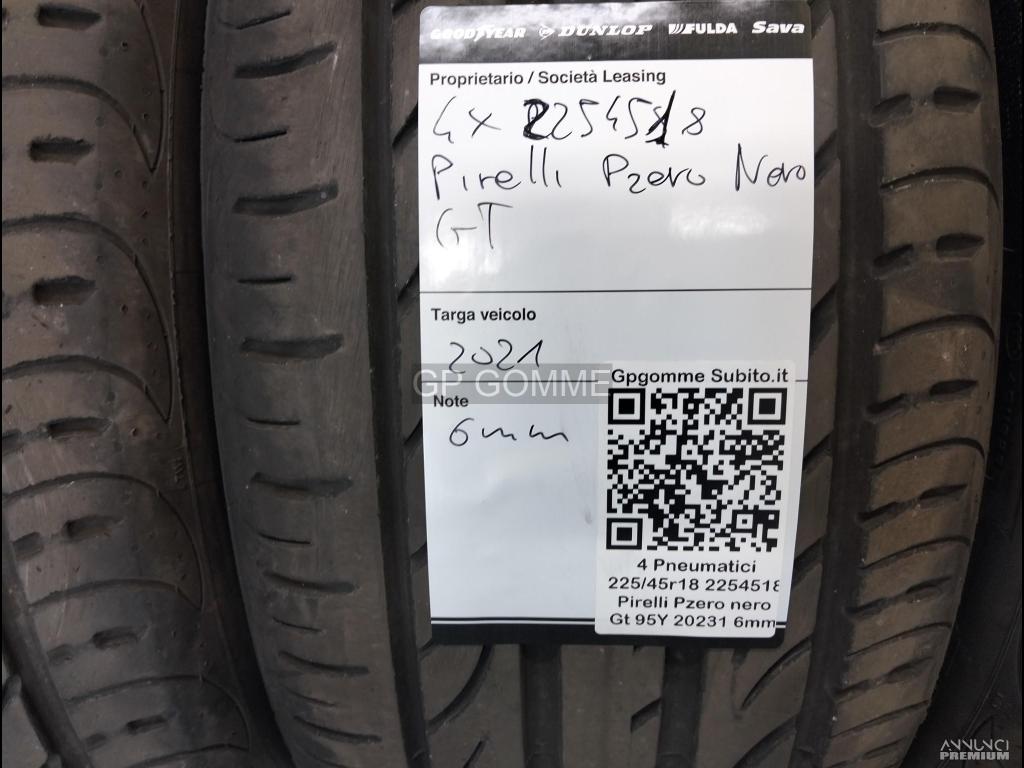 GOODYEAR DUNLOP FULDA Sava
Proprietario / Società Leasing
4x 2254518
Pirelli Pzero Nero
GT
Targa veicolo
2021
GP GOMME
Note
6mm
Gpgomme Subito.it
4 Pneumatici
225/45r18 2254518
Pirelli Pzero nero
Gt 95Y 20231 6mm
ANNUNCI
PREMIUM